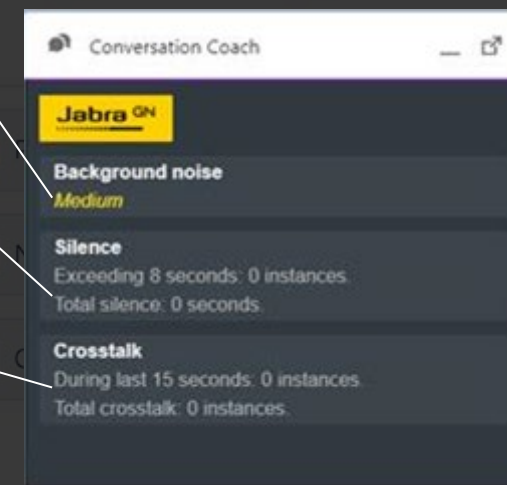 Conversation Coach
Jabra GN
Background noise
Medium
Silence
Exceeding 8 seconds: 0 instances.
Total silence: 0 seconds.
Crosstalk
During last 15 seconds: 0 instances.
Total crosstalk: 0 instances.